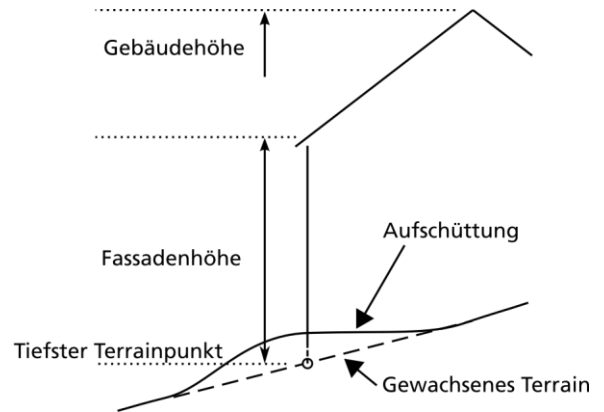 Gebäudehöhe
Aufschüttung
Fassadenhöhe
Tiefster Terrainpunkt
Gewachsenes Terrain